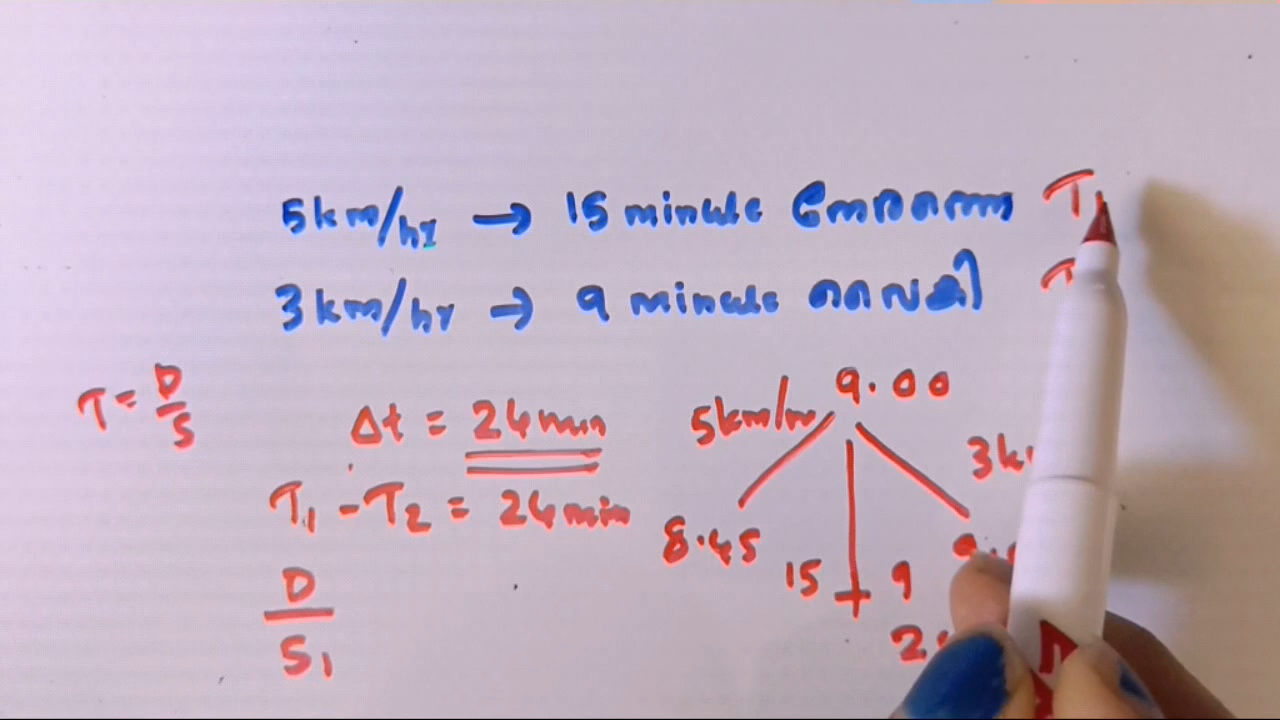 5km/hr → 15 minute നേരത്തെ T1
3km/hr → 9 minute വൈകി T
T = D/S
Δt = 24min
T1 - T2 = 24min
D
S1
9.00
5km/hr
3k
8.45
15 9